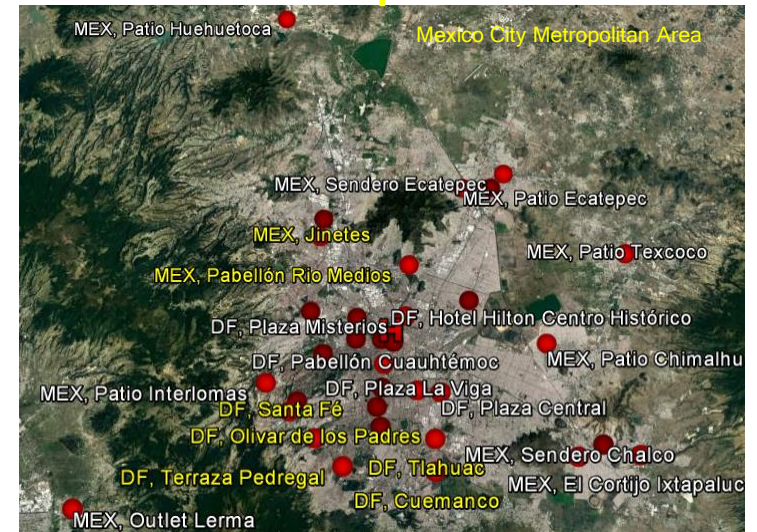 Mexico City Metropolitan Area
MEX, Patio Huehuetoca
MEX, Sendero Ecatepec
MEX, Patio Ecatepec
MEX, Jinetes
MEX, Patio Texcoco
MEX, Pabellón Rio Medios
DF, Hotel Hilton Centro Histórico
DF, Plaza Misterios
DF, Pabellón Cuauhtémoc
MEX, Patio Chimalhu
MEX, Patio Interlomas
DF, Plaza La Viga
DF, Santa Fé
DF, Plaza Central
DF, Olivar de los Padres
MEX, Sendero Chalco
DF, Tlahuac
DF, Terraza Pedregal
MEX, El Cortijo Ixtapaluc
DF, Cuemanco
MEX, Outlet Lerma